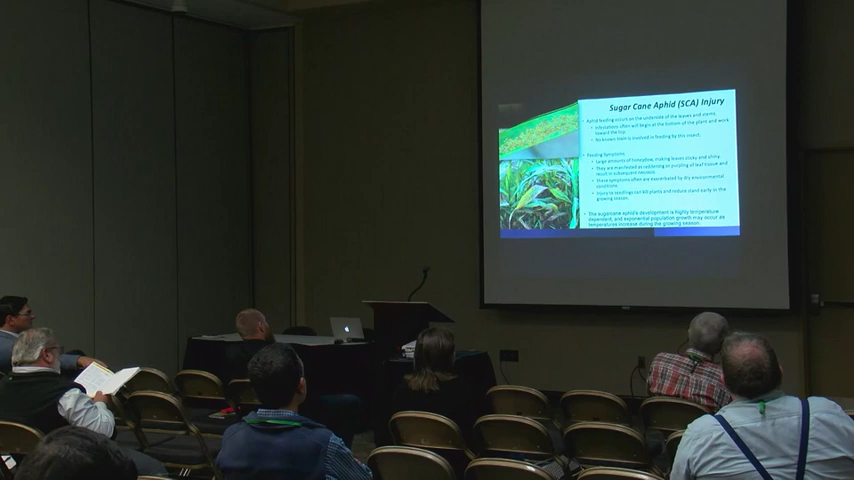 Sugar Cane Aphid (SCA) Injury
Aphid feeding occurs on the underside of the leaves and stems.
Infestations often will begin at the bottom of the plant and work
toward the top.
No known toxin is involved in feeding by this insect.
Feeding Symptoms
Large amounts of honeydew, making leaves sticky and shiny.
They are manifested as reddening or purpling of leaf tissue and
result in subsequent necrosis.
These symptoms often are exacerbated by dry environmental
conditions.
Injury to seedlings can kill plants and reduce stand early in the
growing season.
The sugarcane aphid's development is highly temperature
dependent, and exponential population growth may occur as
temperatures increase during the growing season.